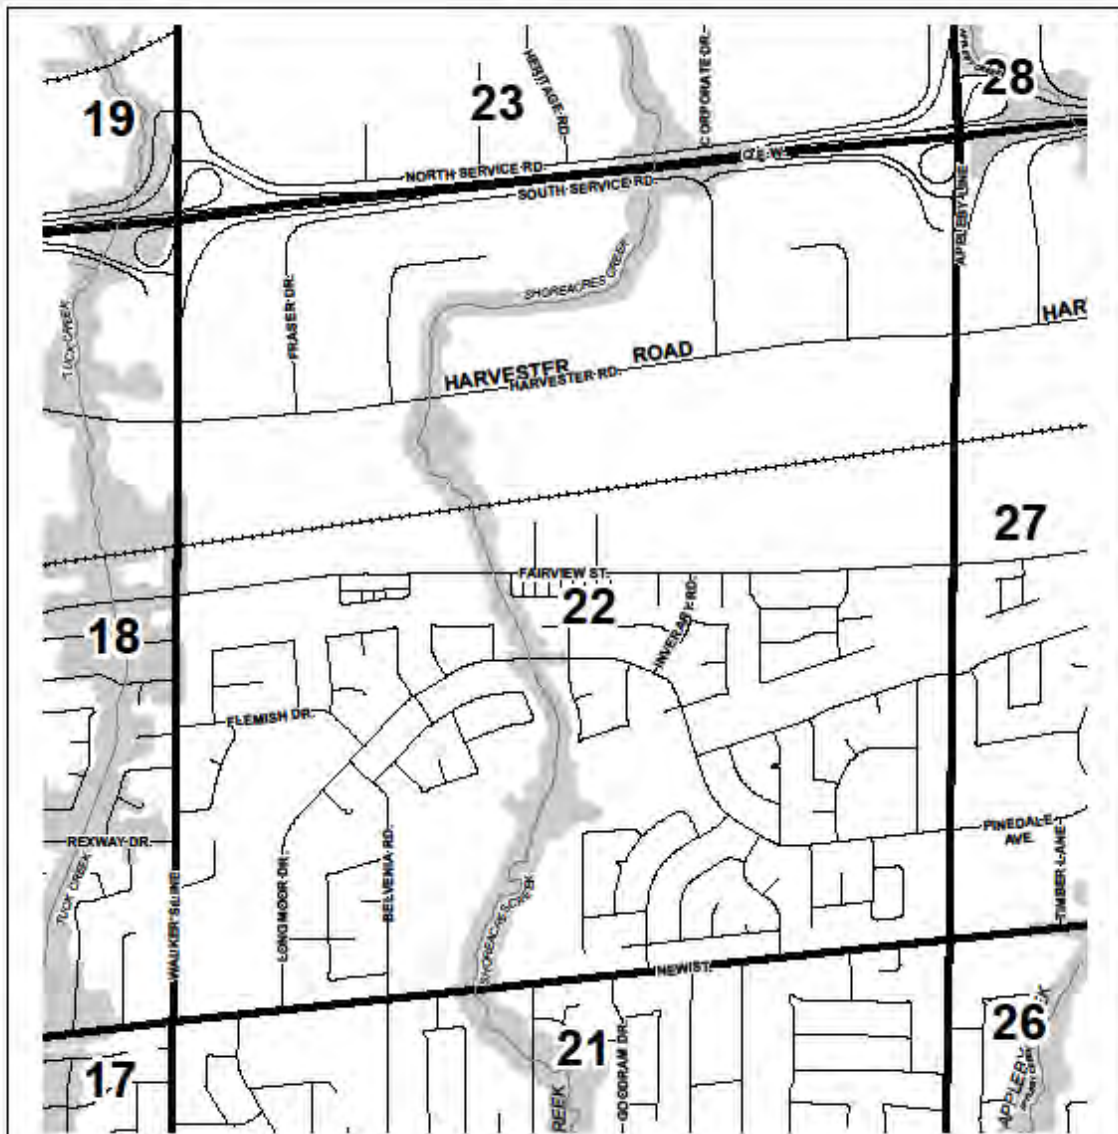 HERITAGE RD.
CORPORATE DR.
28
23
19
NORTH SERVICE RD.
Q.E.W.
SOUTH SERVICE RD.
APPLEBY LINE
SHOREACRES CREEK
TUCK CREEK
FRASER DR.
HAR
HARVESTER ROAD
HARVESTER RD.
27
FAIRVIEW ST.
22
18
INVERARY RD.
FLEMISH DR.
PINEDALE
AVE.
REXWAY DR.
TUCK CREEK
WALKER'S LINE
LONGMOOR DR.
BELVENIA RD.
SHOREACRES CREEK
TIMBER LANE
NEW ST.
26
21
17
GOODRAM DR.
REEK
APPLEBY